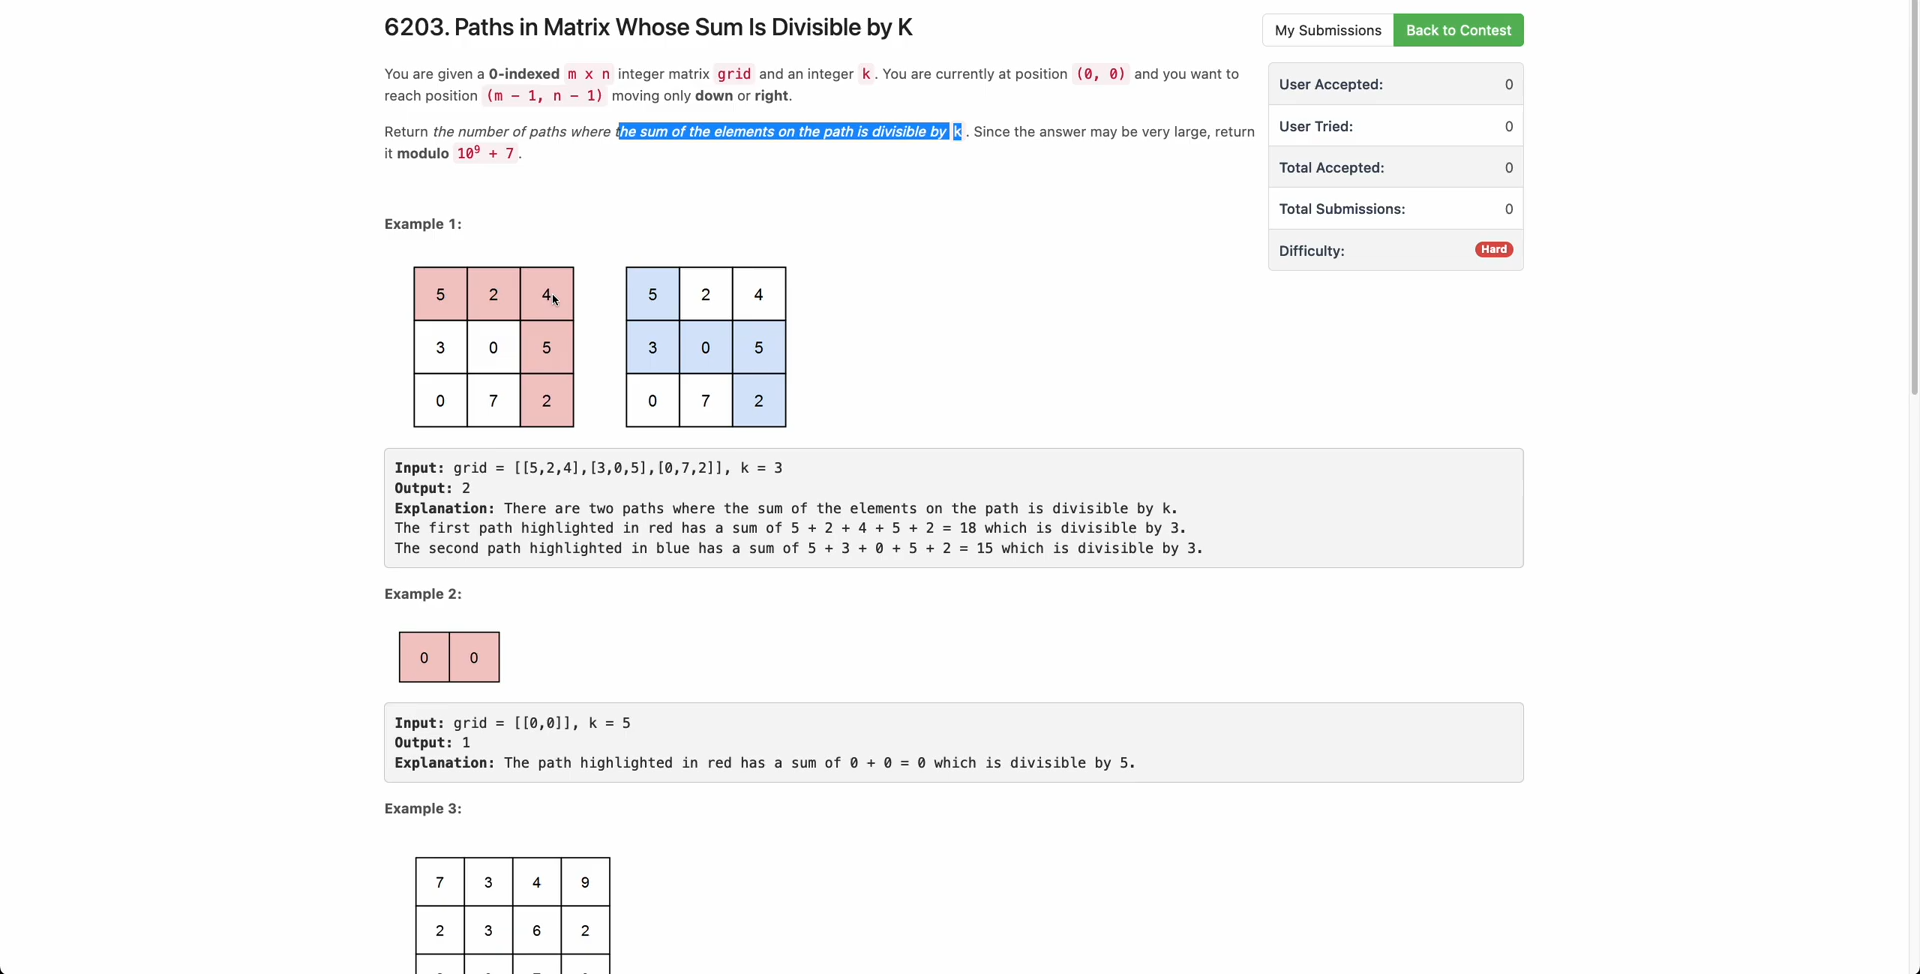 6203. Paths in Matrix Whose Sum Is Divisible by K
My Submissions
Back to Contest
You are given a 0-indexed m x n integer matrix grid and an integer k. You are currently at position (0, 0) and you want to
reach position (m - 1, n - 1) moving only down or right.
Return the number of paths where the sum of the elements on the path is divisible by k. Since the answer may be very large, return
it modulo 10⁹ + 7.
User Accepted: 0
User Tried: 0
Total Accepted: 0
Total Submissions: 0
Difficulty: Hard
Example 1:
5 2 4
3 0 5
0 7 2
5 2 4
3 0 5
0 7 2
Input: grid = [[5,2,4],[3,0,5],[0,7,2]], k = 3
Output: 2
Explanation: There are two paths where the sum of the elements on the path is divisible by k.
The first path highlighted in red has a sum of 5 + 2 + 4 + 5 + 2 = 18 which is divisible by 3.
The second path highlighted in blue has a sum of 5 + 3 + 0 + 5 + 2 = 15 which is divisible by 3.
Example 2:
0 0
Input: grid = [[0,0]], k = 5
Output: 1
Explanation: The path highlighted in red has a sum of 0 + 0 = 0 which is divisible by 5.
Example 3:
7 3 4 9
2 3 6 2